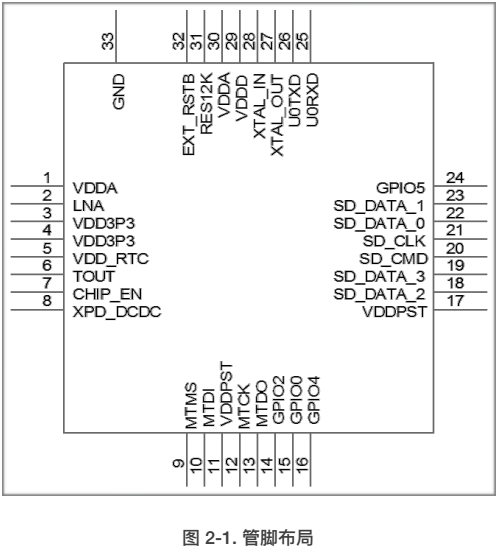 33 32 31 30 29 28 27 26 25
GND EXT_RSTB RES12K VDDA VDDD XTAL_IN XTAL_OUT U0TXD U0RXD
1 VDDA
2 LNA
3 VDD3P3
4 VDD3P3
5 VDD_RTC
6 TOUT
7 CHIP_EN
8 XPD_DCDC
GPIO5 24
SD_DATA_1 23
SD_DATA_0 22
SD_CLK 21
SD_CMD 20
SD_DATA_3 19
SD_DATA_2 18
VDDPST 17
MTMS MTDI VDDPST MTCK MTDO GPIO2 GPIO0 GPIO4
9 10 11 12 13 14 15 16
图 2-1. 管脚布局